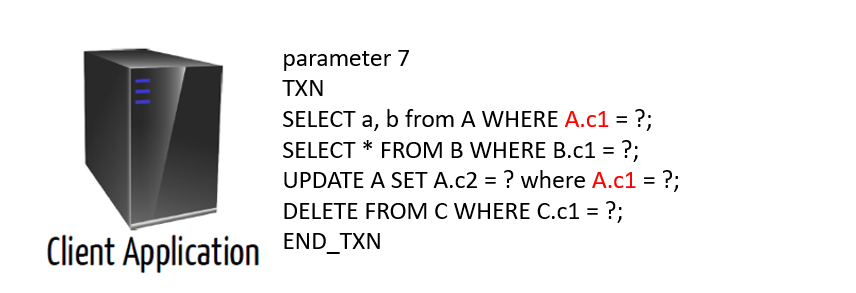 parameter 7
TXN
SELECT a, b from A WHERE A.c1 = ?;
SELECT * FROM B WHERE B.c1 = ?;
UPDATE A SET A.c2 = ? where A.c1 = ?;
DELETE FROM C WHERE C.c1 = ?;
END_TXN
Client Application